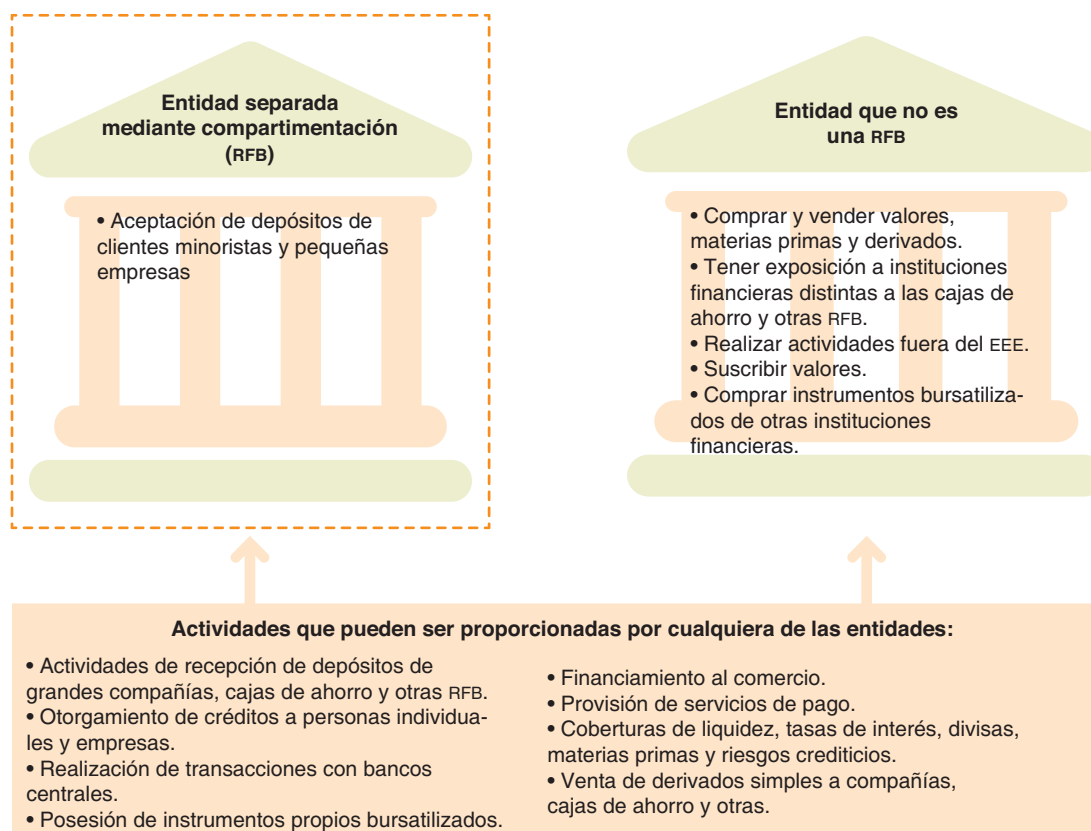 Entidad separada
mediante compartimentación
(RFB)
• Aceptación de depósitos de
clientes minoristas y pequeñas
empresas
Entidad que no es
una RFB
• Comprar y vender valores,
materias primas y derivados.
• Tener exposición a instituciones
financieras distintas a las cajas de
ahorro y otras RFB.
• Realizar actividades fuera del EEE.
• Suscribir valores.
• Comprar instrumentos bursatiliza-
dos de otras instituciones
financieras.
Actividades que pueden ser proporcionadas por cualquiera de las entidades:
• Actividades de recepción de depósitos de
grandes compañías, cajas de ahorro y otras RFB.
• Otorgamiento de créditos a personas individua-
les y empresas.
• Realización de transacciones con bancos
centrales.
• Posesión de instrumentos propios bursatilizados.
• Financiamiento al comercio.
• Provisión de servicios de pago.
• Coberturas de liquidez, tasas de interés, divisas,
materias primas y riesgos crediticios.
• Venta de derivados simples a compañías,
cajas de ahorro y otras.